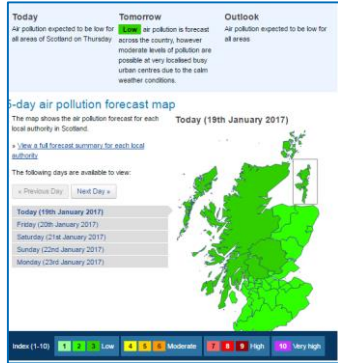 Today
Air pollution expected to be low for
all areas of Scotland on Thursday
Tomorrow
Low air pollution is forecast
across the country, however
moderate levels of pollution are
possible at very localised busy
urban centres due to the calm
weather conditions.
Outlook
Air pollution expected to be low for
all areas
5-day air pollution forecast map
The map shows the air pollution forecast for each
local authority in Scotland.
» View a full forecast summary for each local
authority
The following days are available to view:
« Previous Day
Next Day »
Today (19th January 2017)
Friday (20th January 2017)
Saturday (21st January 2017)
Sunday (22nd January 2017)
Monday (23rd January 2017)
Today (19th January 2017)
Index (1-10) 1 2 3 Low 4 5 6 Moderate 7 8 9 High 10 Very high